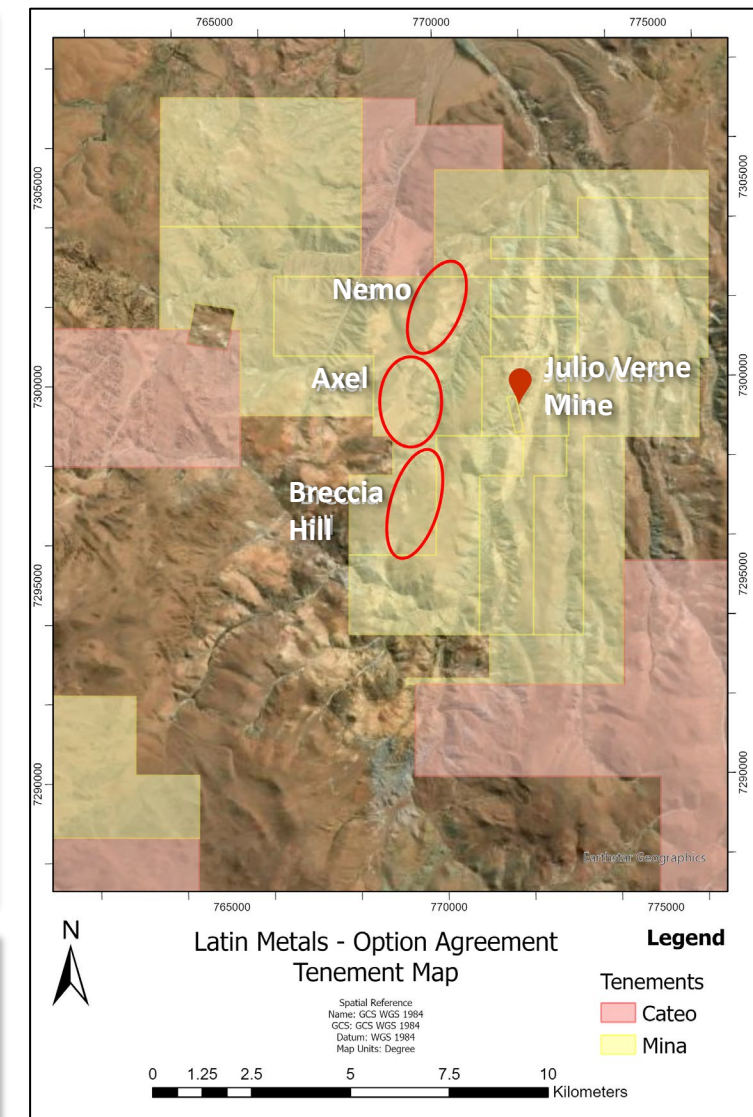 765000 770000 775000
7305000
7305000
Nemo
Axel
Julio Verne
Mine
7300000
7300000
Breccia
Hill
7295000
7295000
7290000
7290000
Earthstar Geographics
765000 770000 775000
N
Latin Metals - Option Agreement
Tenement Map
Spatial Reference
Name: GCS WGS 1984
GCS: GCS WGS 1984
Datum: WGS 1984
Map Units: Degree
Legend
Tenements
Cateo
Mina
0 1.25 2.5 5 7.5 10
Kilometers